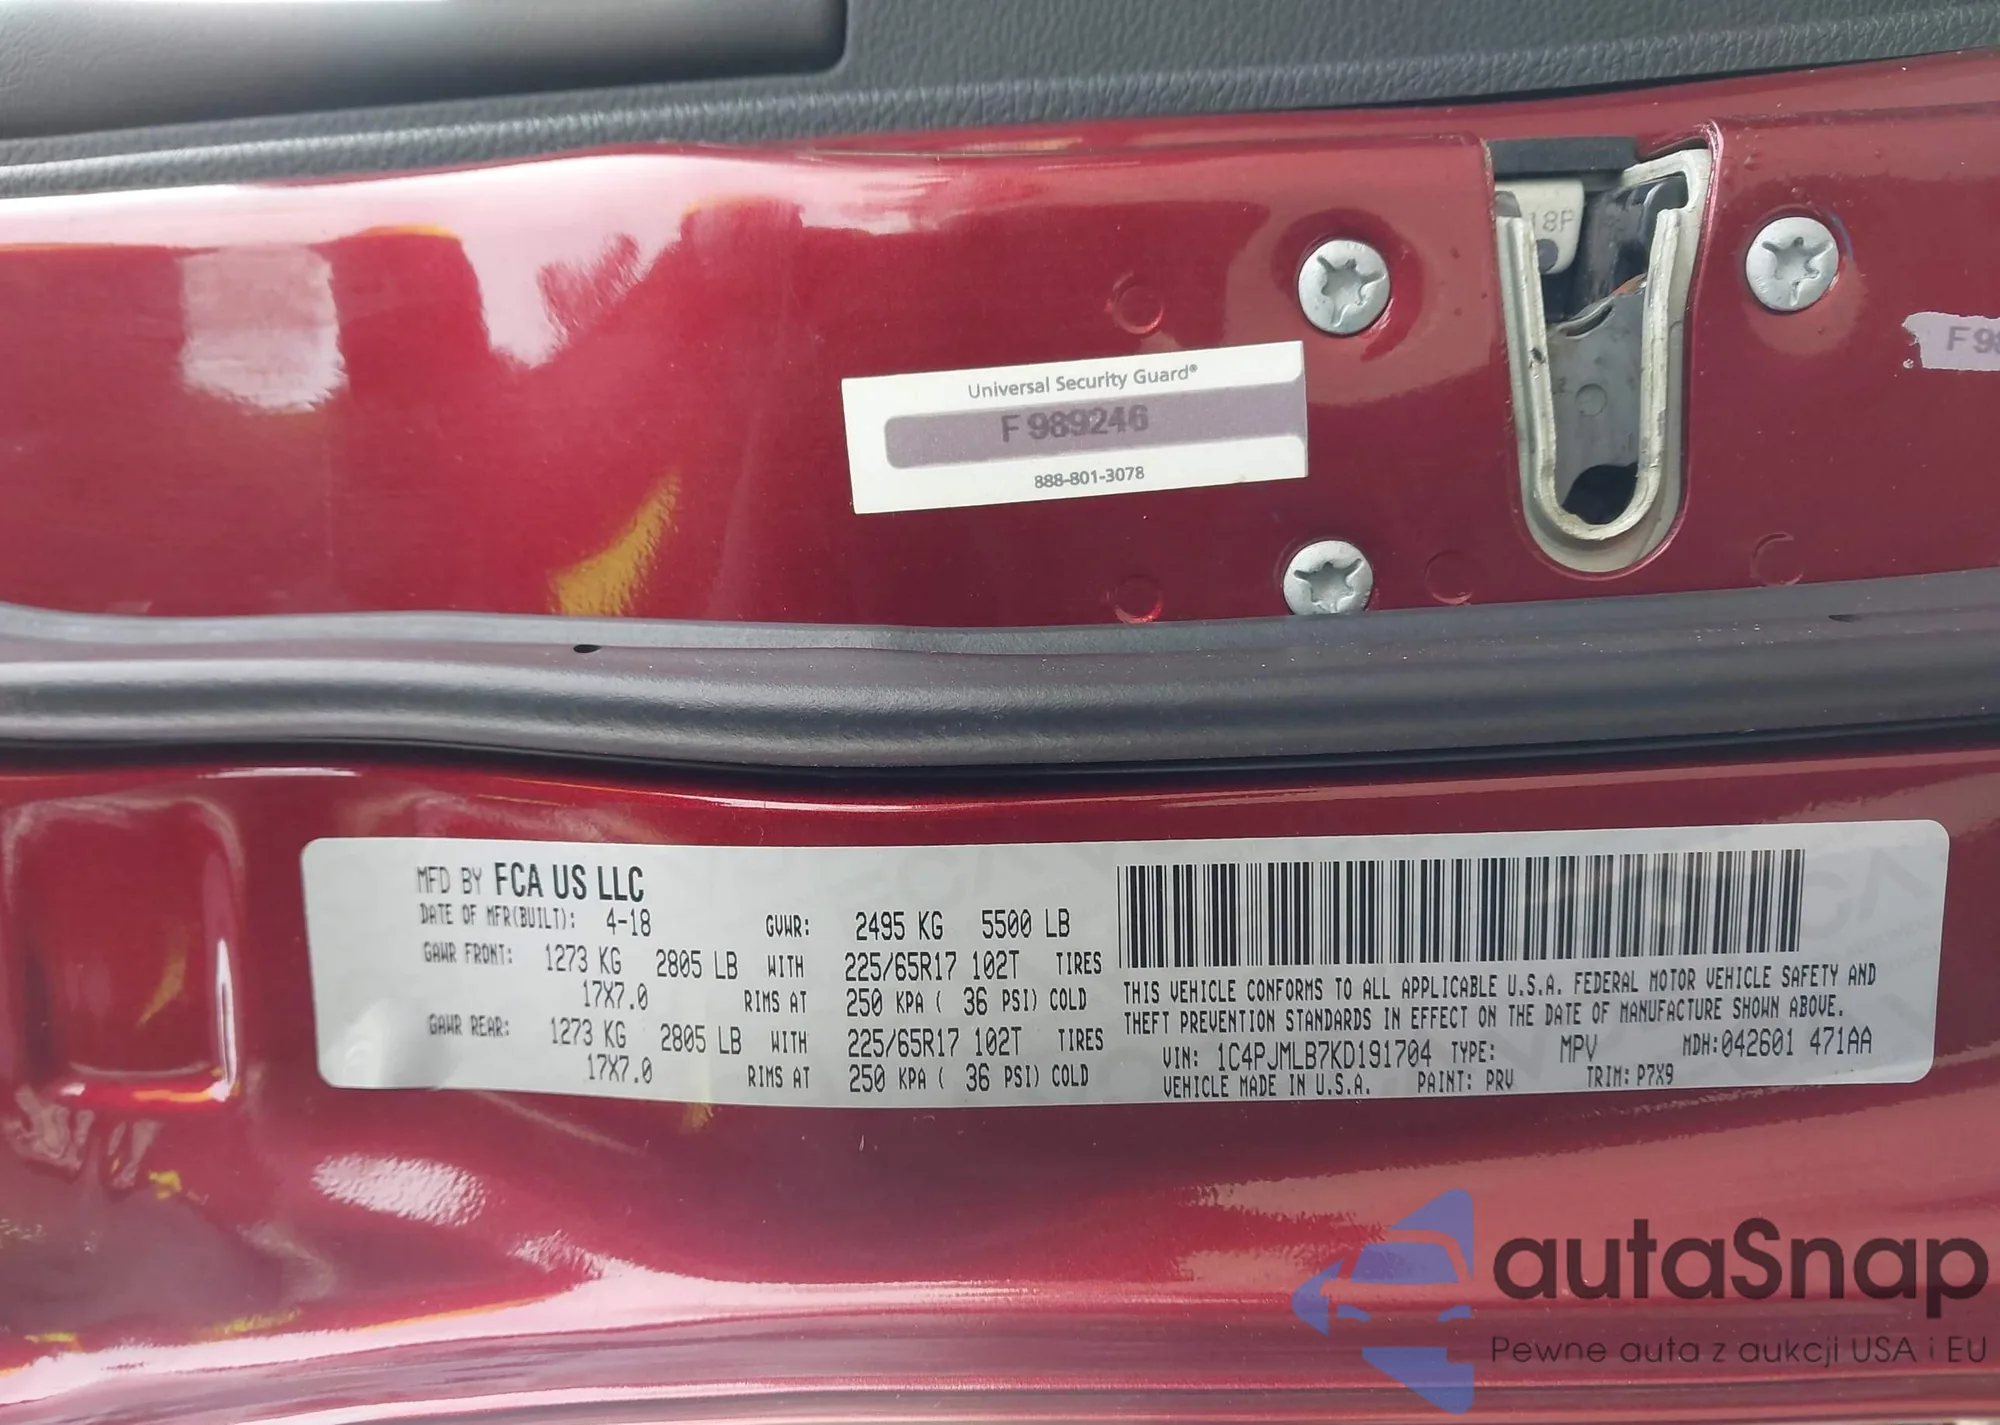 18F
Universal Security Guard®
F 989246
888-801-3078
F 98
MFD BY FCA US LLC
DATE OF MFR(BUILT): 4-18 GVWR: 2495 KG 5500 LB
GAWR FRONT: 1273 KG 2805 LB WITH 225/65R17 102T TIRES
17X7.0 RIMS AT 250 KPA ( 36 PSI) COLD
GAWR REAR: 1273 KG 2805 LB WITH 225/65R17 102T TIRES
17X7.0 RIMS AT 250 KPA ( 36 PSI) COLD
THIS VEHICLE CONFORMS TO ALL APPLICABLE U.S.A. FEDERAL MOTOR VEHICLE SAFETY AND
THEFT PREVENTION STANDARDS IN EFFECT ON THE DATE OF MANUFACTURE SHOWN ABOVE.
VIN: 1C4PJMLB7KD191704 TYPE: MPV MDH:042601 471AA
VEHICLE MADE IN U.S.A. PAINT: PRV TRIM: P7X9
autaSnap
Pewne auta z aukcji USA i EU